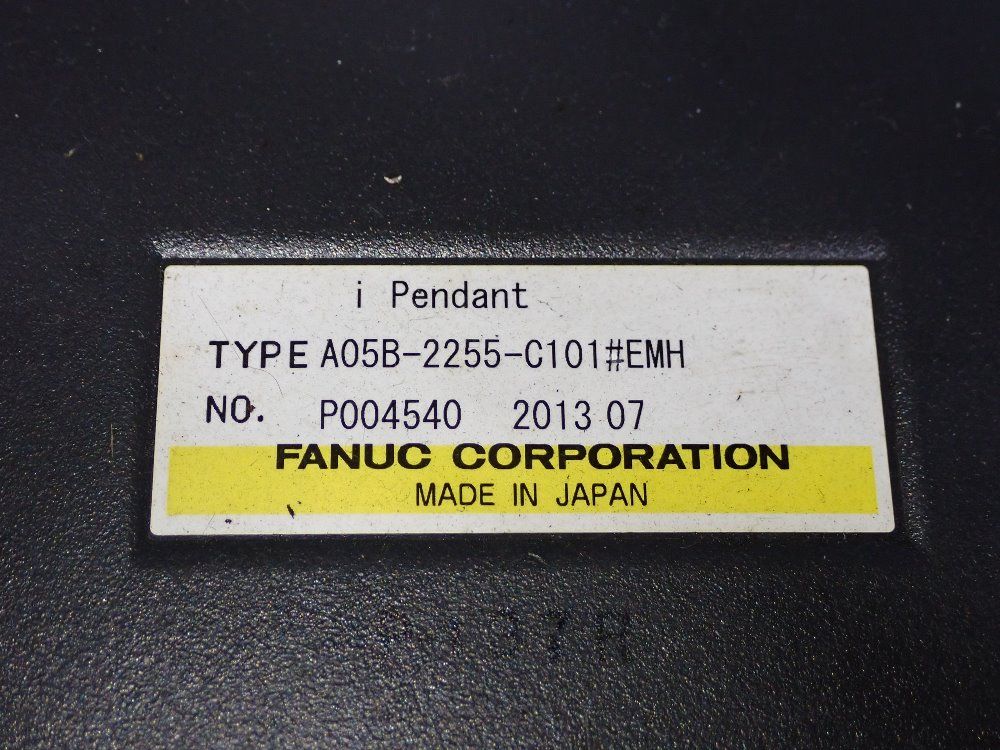 i Pendant
TYPE A05B-2255-C101#EMH
NO. P004540 2013 07
FANUC CORPORATION
MADE IN JAPAN